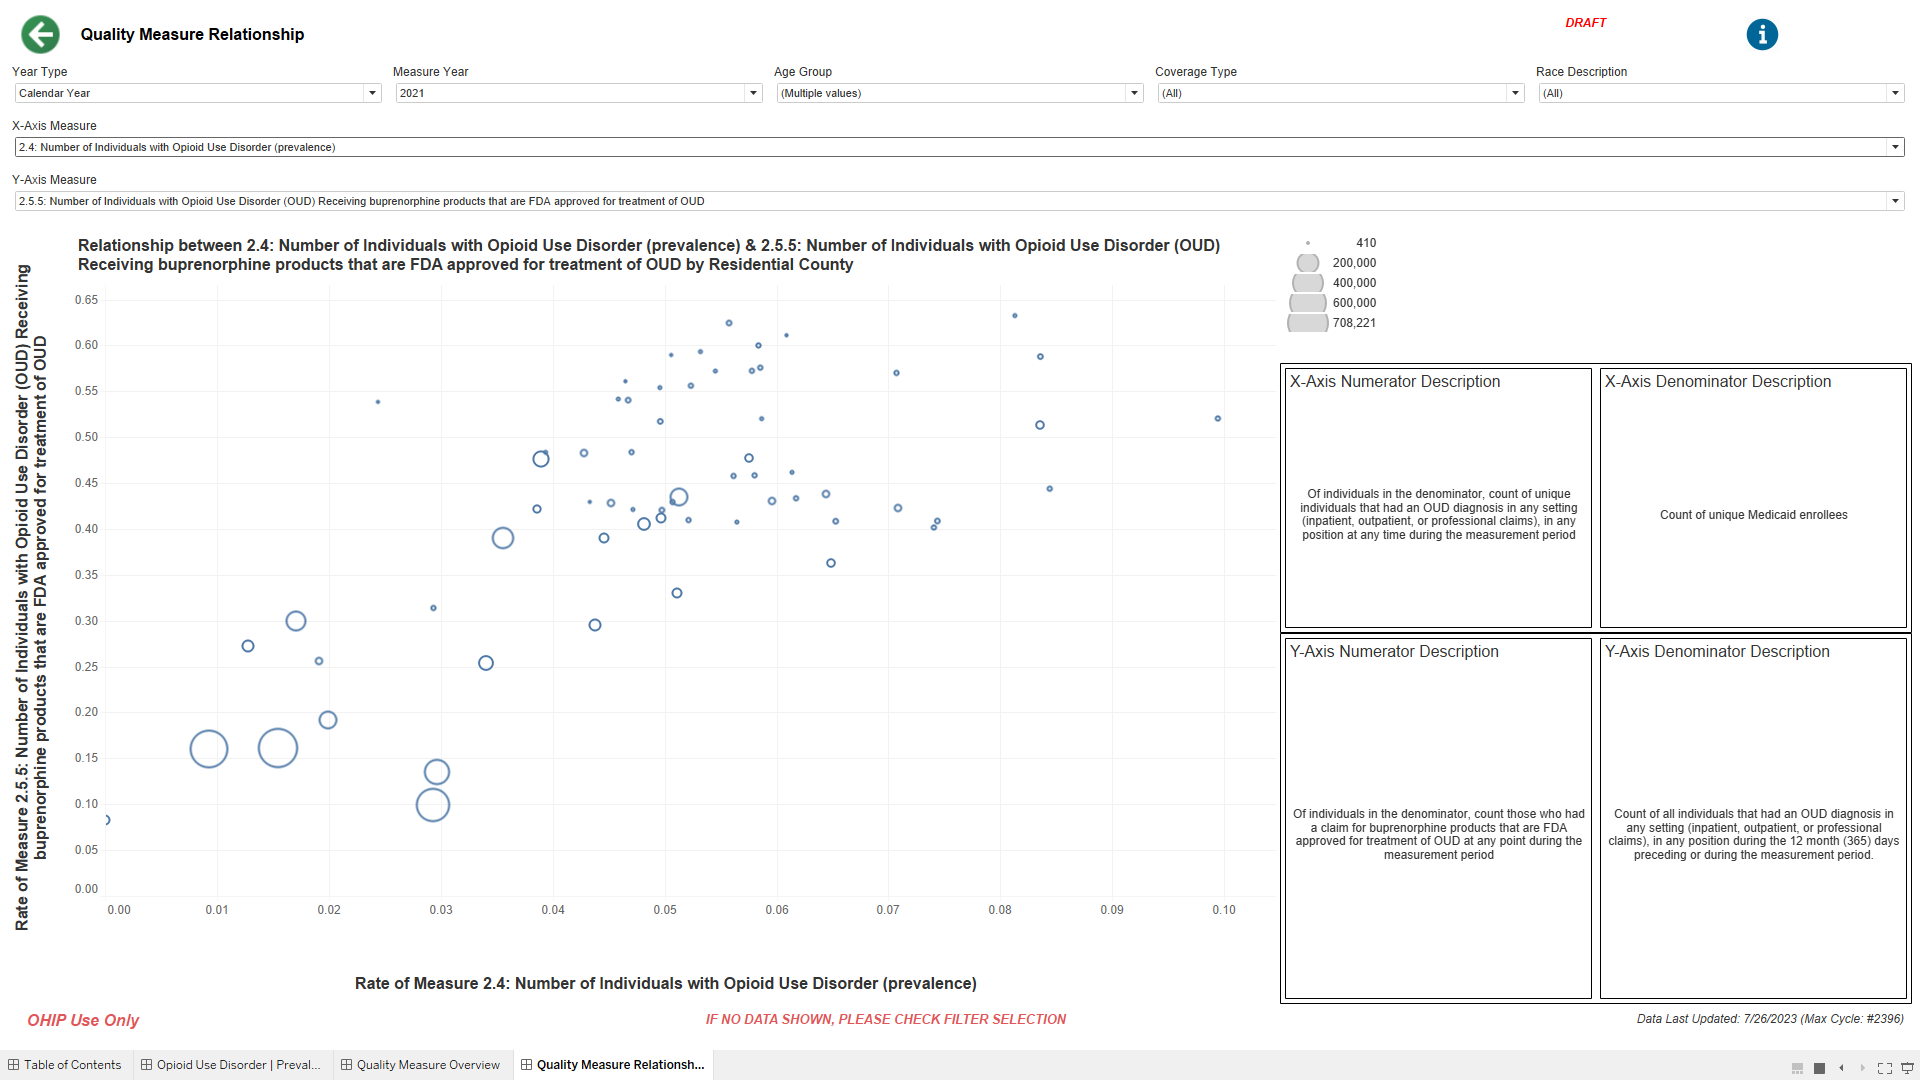 Quality Measure Relationship
DRAFT
Year Type
Measure Year
Age Group
Coverage Type
Race Description
Calendar Year
2021
(Multiple values)
(All)
(All)
X-Axis Measure
2.4: Number of Individuals with Opioid Use Disorder (prevalence)
Y-Axis Measure
2.5.5: Number of Individuals with Opioid Use Disorder (OUD) Receiving buprenorphine products that are FDA approved for treatment of OUD
Relationship between 2.4: Number of Individuals with Opioid Use Disorder (prevalence) & 2.5.5: Number of Individuals with Opioid Use Disorder (OUD)
Receiving buprenorphine products that are FDA approved for treatment of OUD by Residential County
Rate of Measure 2.5.5: Number of Individuals with Opioid Use Disorder (OUD) Receiving
buprenorphine products that are FDA approved for treatment of OUD
0.65
0.60
0.55
0.50
0.45
0.40
0.35
0.30
0.25
0.20
0.15
0.10
0.05
0.00
0.00
0.01
0.02
0.03
0.04
0.05
0.06
0.07
0.08
0.09
0.10
Rate of Measure 2.4: Number of Individuals with Opioid Use Disorder (prevalence)
410
200,000
400,000
600,000
708,221
X-Axis Numerator Description
Of individuals in the denominator, count of unique
individuals that had an OUD diagnosis in any setting
(inpatient, outpatient, or professional claims), in any
position at any time during the measurement period
X-Axis Denominator Description
Count of unique Medicaid enrollees
Y-Axis Numerator Description
Of individuals in the denominator, count those who had
a claim for buprenorphine products that are FDA
approved for treatment of OUD at any point during the
measurement period
Y-Axis Denominator Description
Count of all individuals that had an OUD diagnosis in
any setting (inpatient, outpatient, or professional
claims), in any position during the 12 month (365) days
preceding or during the measurement period.
OHIP Use Only
IF NO DATA SHOWN, PLEASE CHECK FILTER SELECTION
Data Last Updated: 7/26/2023 (Max Cycle: #2396)
Table of Contents
Opioid Use Disorder | Preval...
Quality Measure Overview
Quality Measure Relationsh...